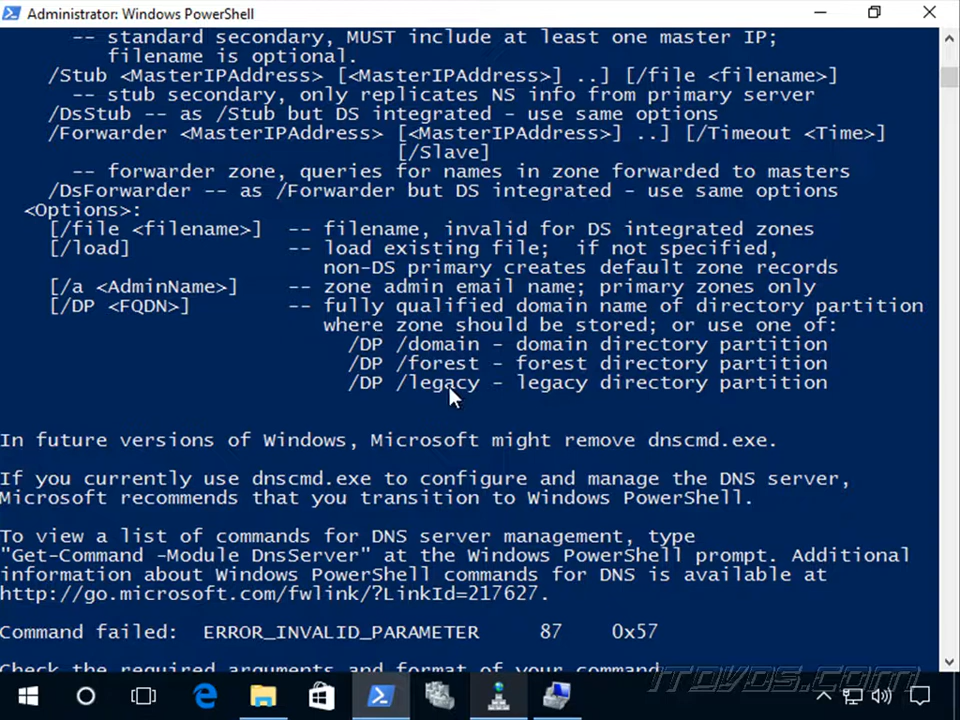 Administrator: Windows PowerShell
-- standard secondary, MUST include at least one master IP;
filename is optional.
/Stub <MasterIPAddress> [<MasterIPAddress>] ..] [/file <filename>]
-- stub secondary, only replicates NS info from primary server
/DsStub -- as /Stub but DS integrated - use same options
/Forwarder <MasterIPAddress> [<MasterIPAddress>] ..] [/Timeout <Time>]
[/Slave]
-- forwarder zone, queries for names in zone forwarded to masters
/DsForwarder -- as /Forwarder but DS integrated - use same options
<Options>:
[/file <filename>] -- filename, invalid for DS integrated zones
[/load] -- load existing file; if not specified,
non-DS primary creates default zone records
[/a <AdminName>] -- zone admin email name; primary zones only
[/DP <FQDN>] -- fully qualified domain name of directory partition
where zone should be stored; or use one of:
/DP /domain - domain directory partition
/DP /forest - forest directory partition
/DP /legacy - legacy directory partition
In future versions of Windows, Microsoft might remove dnscmd.exe.
If you currently use dnscmd.exe to configure and manage the DNS server,
Microsoft recommends that you transition to Windows PowerShell.
To view a list of commands for DNS server management, type
"Get-Command -Module DnsServer" at the Windows PowerShell prompt. Additional
information about Windows PowerShell commands for DNS is available at
http://go.microsoft.com/fwlink/?LinkId=217627.
Command failed: ERROR_INVALID_PARAMETER 87 0x57
Check the required arguments and format of your command
ITdvds.com